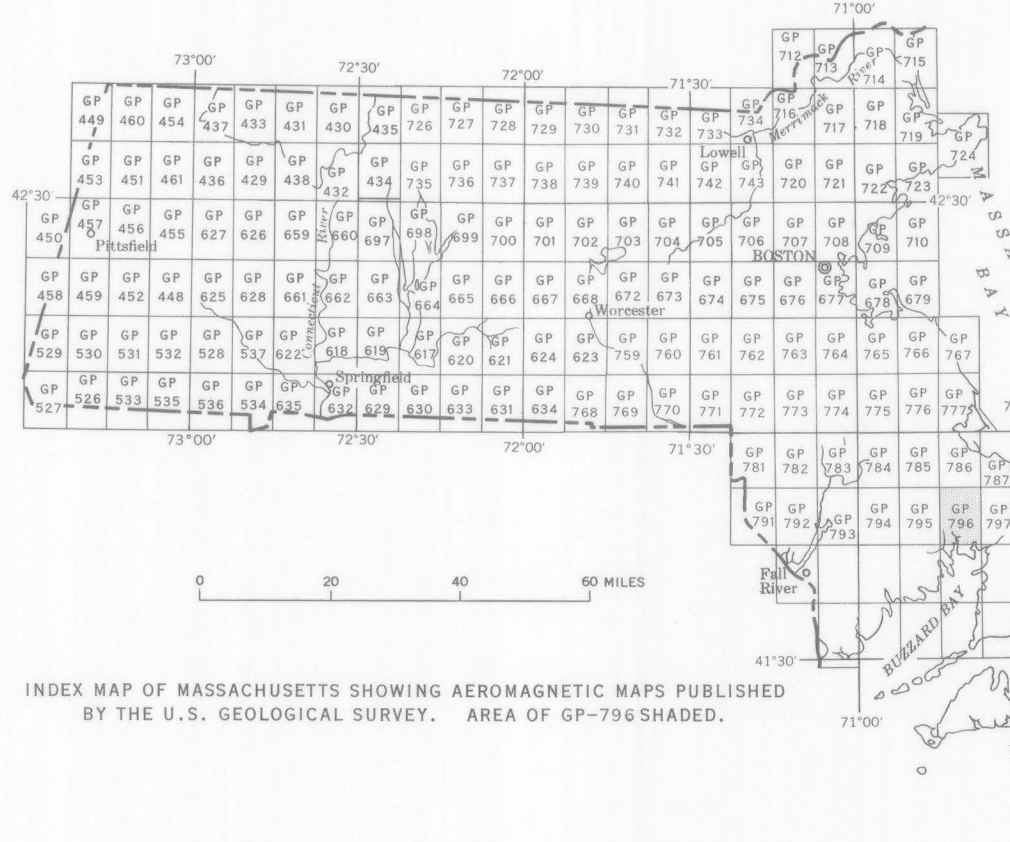 71°00'
73°00'
72°30'
72°00'
71°30'
GP 712
GP 713
GP 714
GP 715
GP 449
GP 460
GP 454
GP 437
GP 433
GP 431
GP 430
GP 435
GP 726
GP 727
GP 728
GP 729
GP 730
GP 731
GP 732
GP 733
GP 734
GP 716
GP 717
GP 718
GP 719
Merrimack River
Lowell
GP 724
GP 453
GP 451
GP 461
GP 436
GP 429
GP 438
GP 432
GP 434
GP 735
GP 736
GP 737
GP 738
GP 739
GP 740
GP 741
GP 742
GP 743
GP 720
GP 721
GP 722
GP 723
42°30'
42°30'
GP 450
GP 457
GP 456
GP 455
GP 627
GP 626
GP 659
GP 660
GP 697
GP 698
GP 699
GP 700
GP 701
GP 702
GP 703
GP 704
GP 705
GP 706
GP 707
GP 708
GP 709
GP 710
Pittsfield
BOSTON
MASSA
BAY
Connecticut River
GP 458
GP 459
GP 452
GP 448
GP 625
GP 628
GP 661
GP 662
GP 663
GP 664
GP 665
GP 666
GP 667
GP 668
GP 672
GP 673
GP 674
GP 675
GP 676
GP 677
GP 678
GP 679
Worcester
GP 529
GP 530
GP 531
GP 532
GP 528
GP 537
GP 622
GP 618
GP 619
GP 617
GP 620
GP 621
GP 624
GP 623
GP 759
GP 760
GP 761
GP 762
GP 763
GP 764
GP 765
GP 766
GP 767
Springfield
GP 527
GP 526
GP 533
GP 535
GP 536
GP 534
GP 635
GP 632
GP 629
GP 630
GP 633
GP 631
GP 634
GP 768
GP 769
GP 770
GP 771
GP 772
GP 773
GP 774
GP 775
GP 776
GP 777
73°00'
72°30'
72°00'
71°30'
GP 781
GP 782
GP 783
GP 784
GP 785
GP 786
GP 787
GP 791
GP 792
GP 793
GP 794
GP 795
GP 796
GP 797
Fall
River
0 20 40 60 MILES
BUZZARD BAY
41°30'
71°00'
INDEX MAP OF MASSACHUSETTS SHOWING AEROMAGNETIC MAPS PUBLISHED
BY THE U.S. GEOLOGICAL SURVEY. AREA OF GP-796 SHADED.